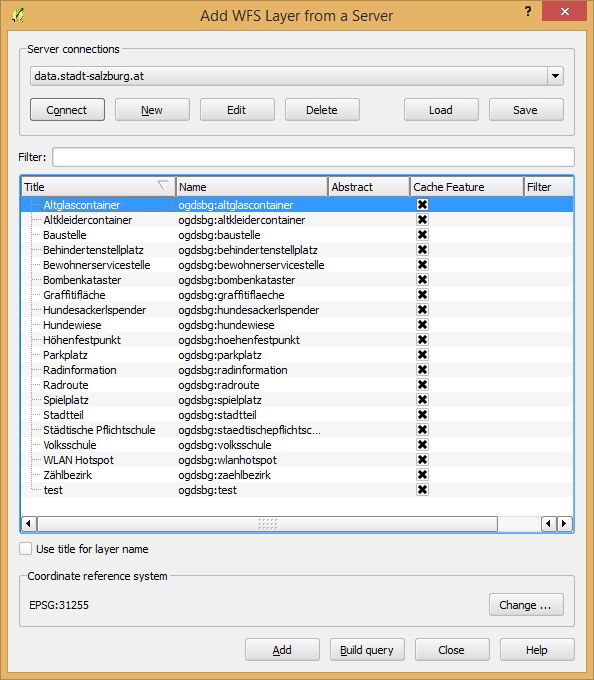 Add WFS Layer from a Server
?
Server connections
data.stadt-salzburg.at
Connect New Edit Delete Load Save
Filter:
Title Name Abstract Cache Feature Filter
Altglascontainer ogdsbg:altglascontainer
Altkleidercontainer ogdsbg:altkleidercontainer
Baustelle ogdsbg:baustelle
Behindertenstellplatz ogdsbg:behindertenstellplatz
Bewohnerservicestelle ogdsbg:bewohnerservicestelle
Bombenkataster ogdsbg:bombenkataster
Graffitifläche ogdsbg:graffitiflaeche
Hundesackerlspender ogdsbg:hundesackerlspender
Hundewiese ogdsbg:hundewiese
Höhenfestpunkt ogdsbg:hoehenfestpunkt
Parkplatz ogdsbg:parkplatz
Radinformation ogdsbg:radinformation
Radroute ogdsbg:radroute
Spielplatz ogdsbg:spielplatz
Stadtteil ogdsbg:stadtteil
Städtische Pflichtschule ogdsbg:staedtischepflichtsc...
Volksschule ogdsbg:volksschule
WLAN Hotspot ogdsbg:wlanhotspot
Zählbezirk ogdsbg:zaehlbezirk
test ogdsbg:test
Use title for layer name
Coordinate reference system
EPSG:31255 Change ...
Add Build query Close Help